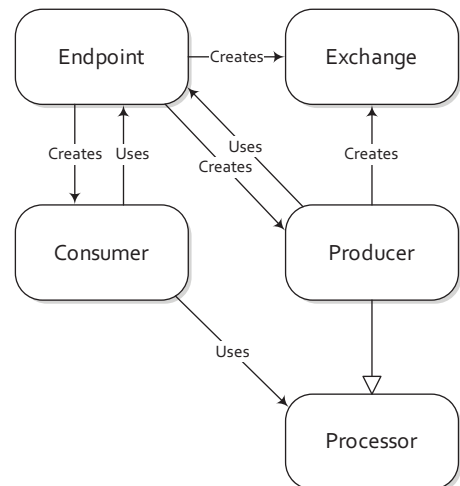 Endpoint
Creates
Exchange
Creates
Uses
Uses
Creates
Creates
Consumer
Producer
Uses
Processor